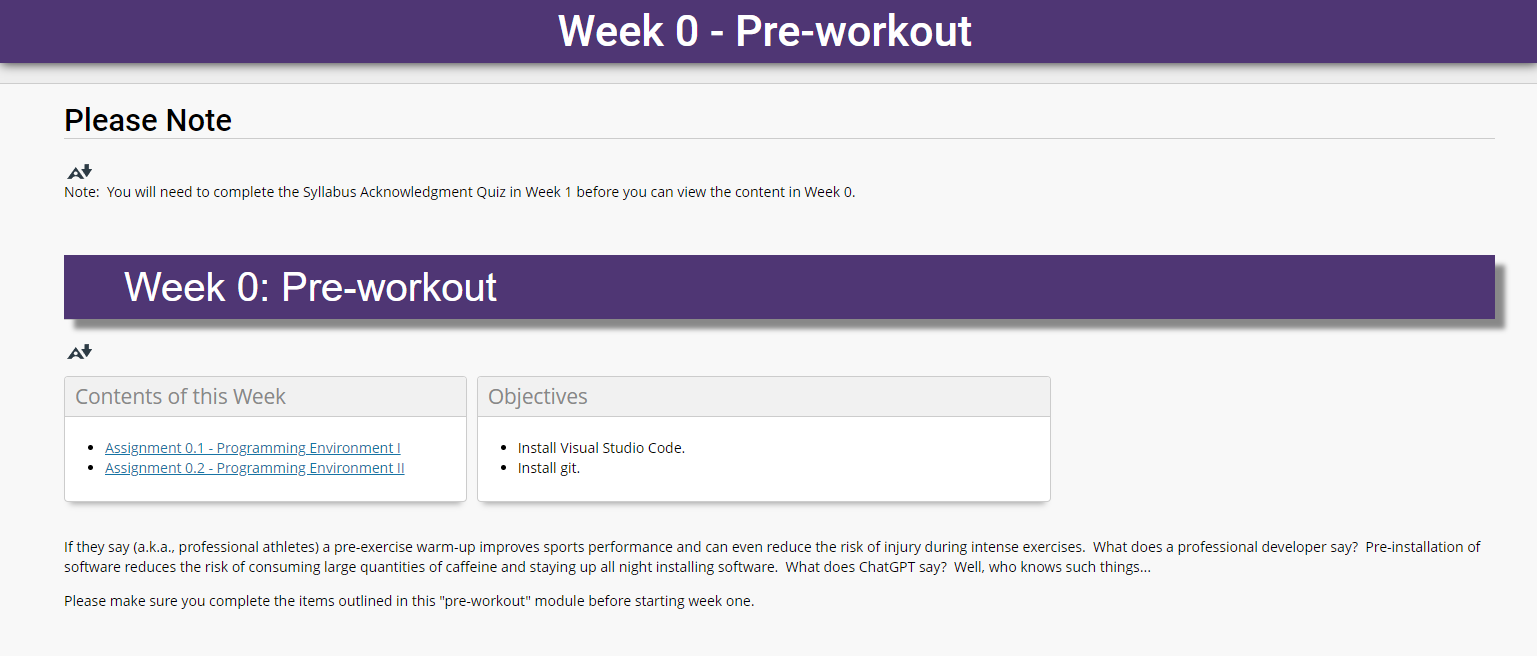 Week 0 - Pre-workout
Please Note
Note:  You will need to complete the Syllabus Acknowledgment Quiz in Week 1 before you can view the content in Week 0.
Week 0: Pre-workout
Contents of this Week
Assignment 0.1 - Programming Environment I
Assignment 0.2 - Programming Environment II
Objectives
Install Visual Studio Code.
Install git.
If they say (a.k.a., professional athletes) a pre-exercise warm-up improves sports performance and can even reduce the risk of injury during intense exercises.  What does a professional developer say?  Pre-installation of
software reduces the risk of consuming large quantities of caffeine and staying up all night installing software.  What does ChatGPT say?  Well, who knows such things...
Please make sure you complete the items outlined in this "pre-workout" module before starting week one.